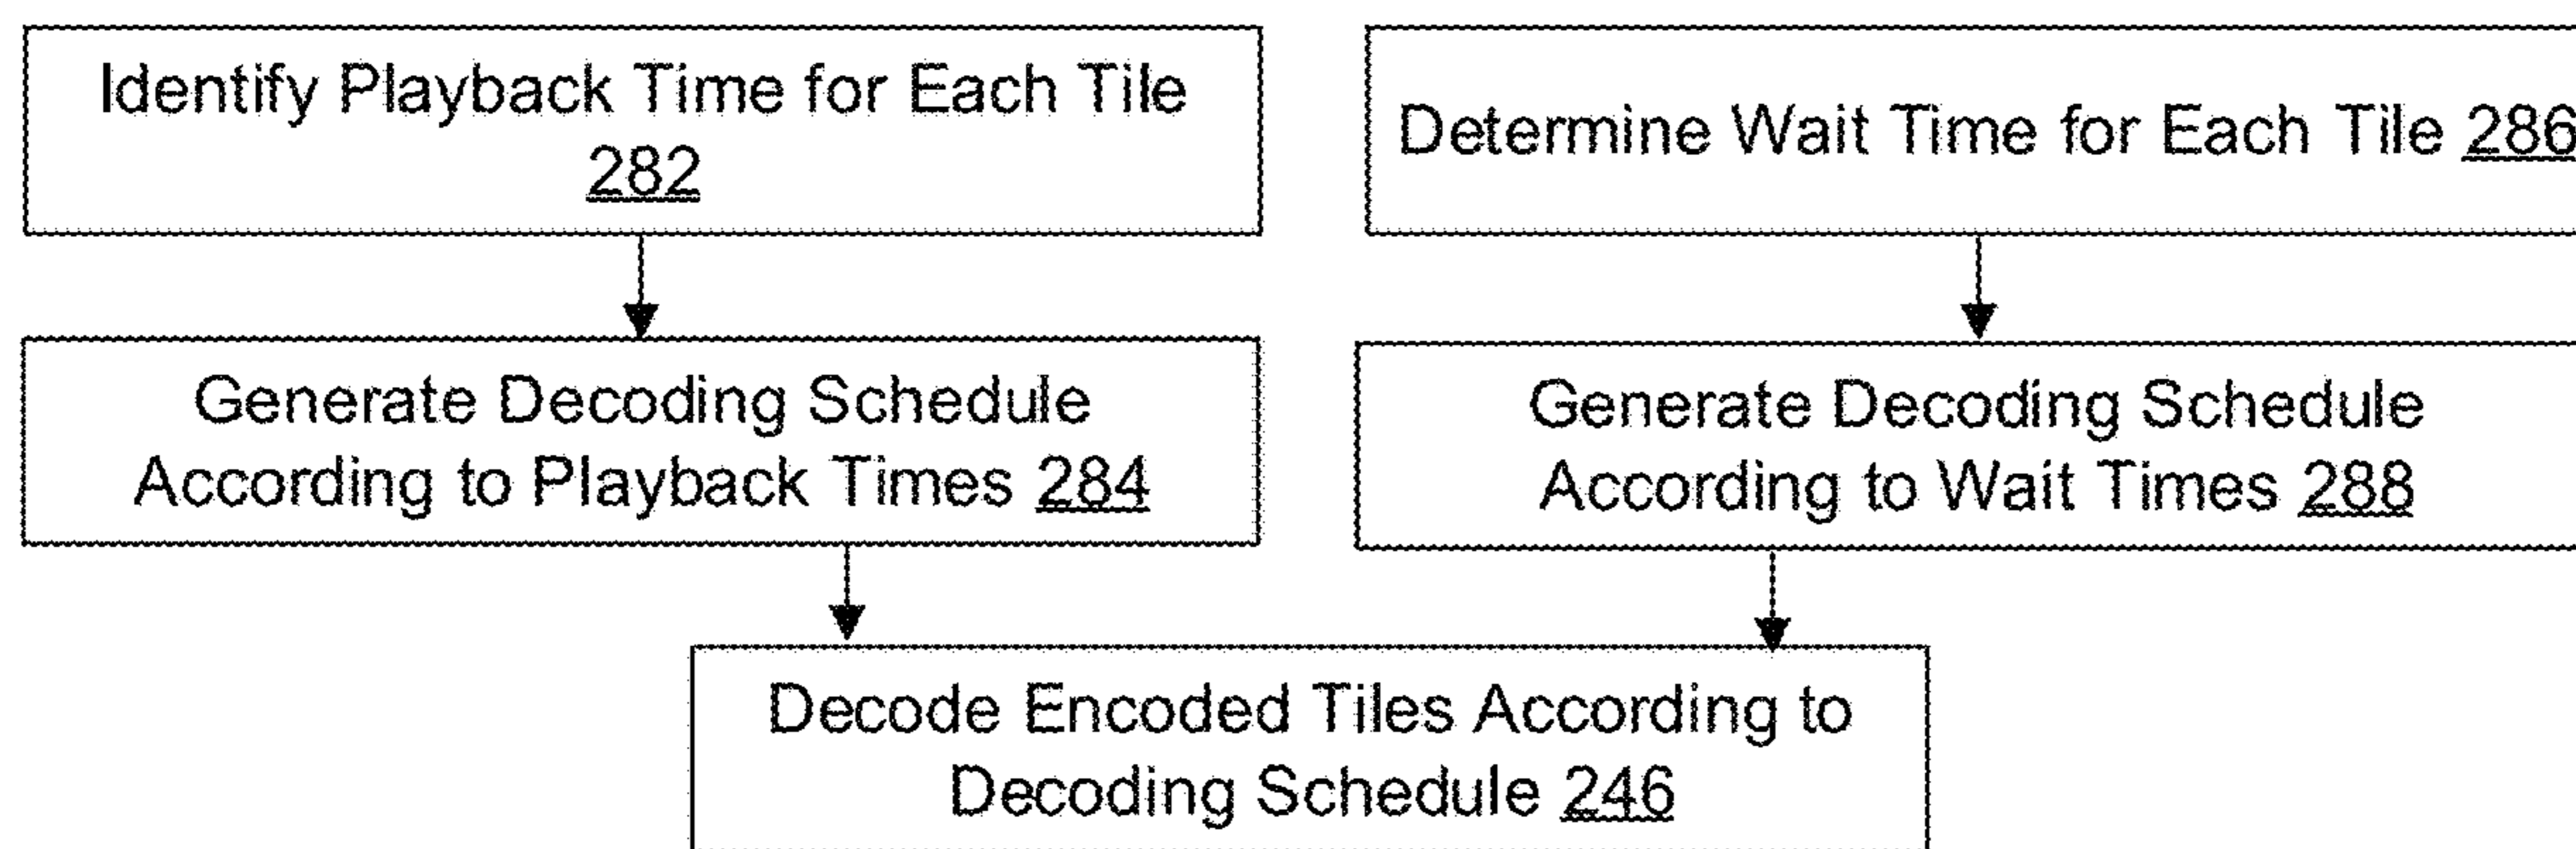 Identify Playback Time for Each Tile
282
Determine Wait Time for Each Tile 286
Generate Decoding Schedule
According to Playback Times 284
Generate Decoding Schedule
According to Wait Times 288
Decode Encoded Tiles According to
Decoding Schedule 246